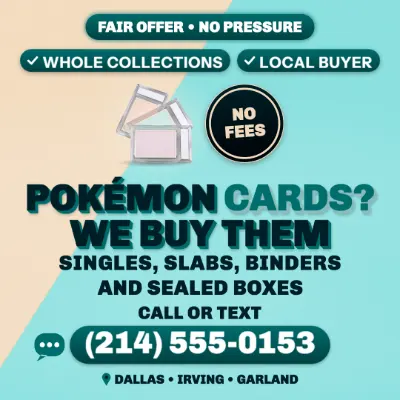 FAIR OFFER • NO PRESSURE
✓ WHOLE COLLECTIONS ✓ LOCAL BUYER
NO
FEES
POKÉMON CARDS?
WE BUY THEM
SINGLES, SLABS, BINDERS
AND SEALED BOXES
CALL OR TEXT
(214) 555-0153
DALLAS • IRVING • GARLAND